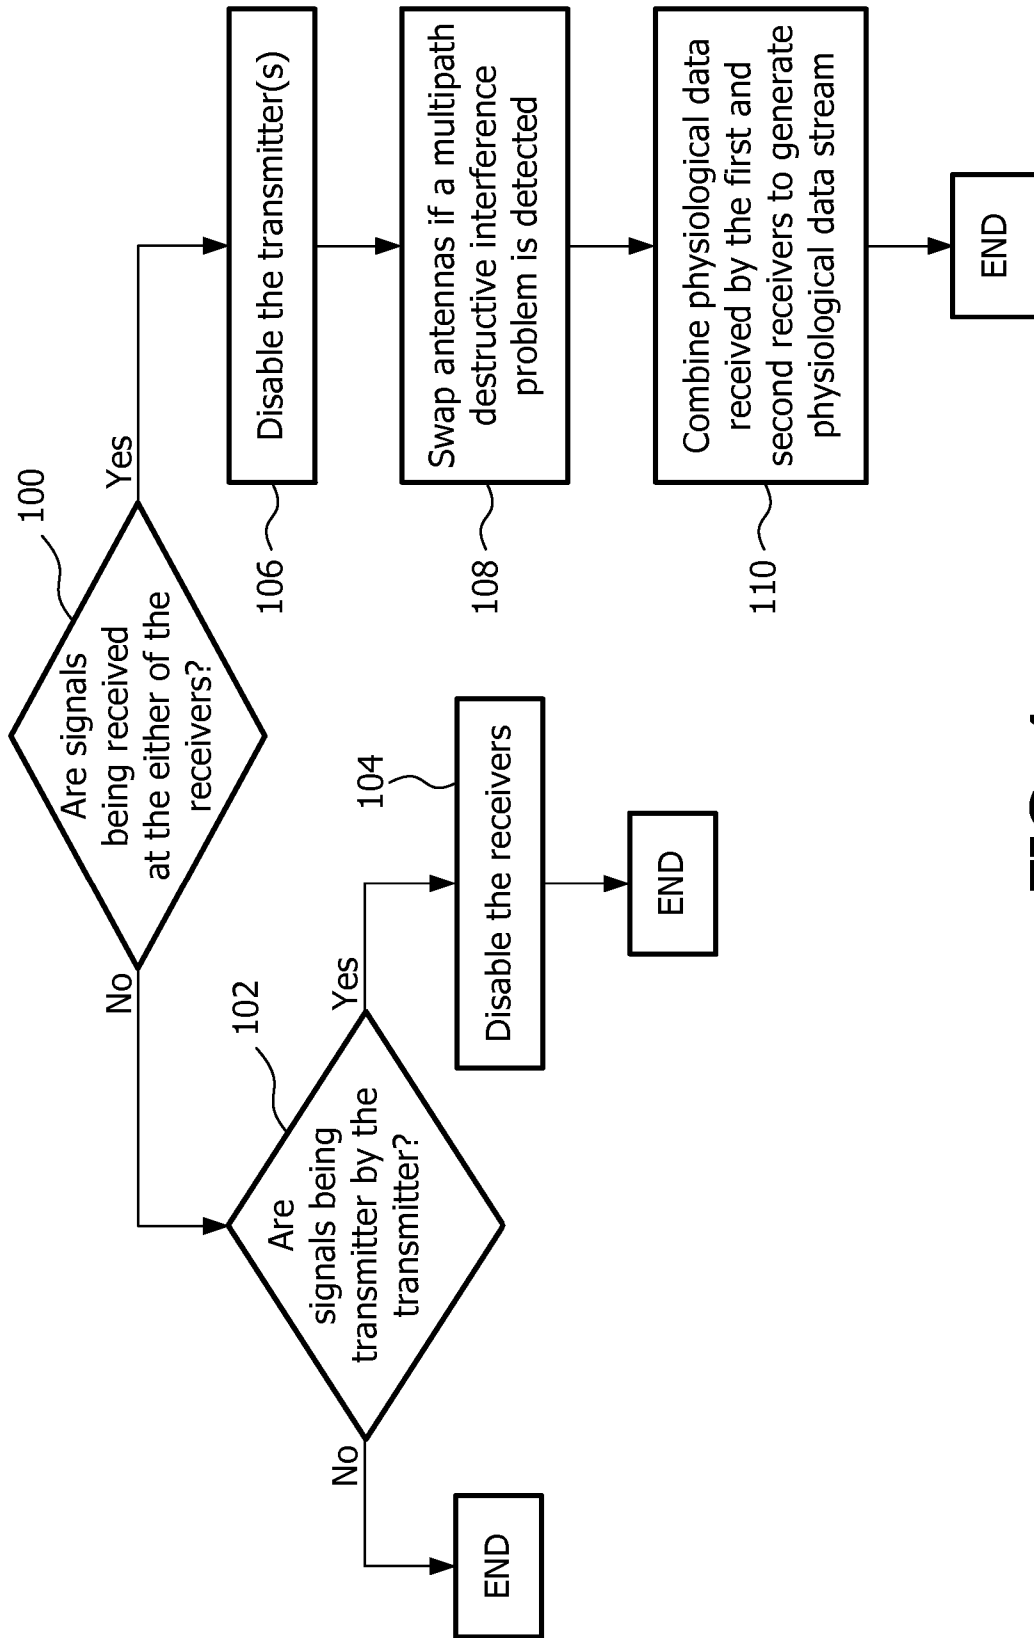 100
Are signals
being received
at the either of the
receivers?
No
Yes
102
Are
signals being
transmitter by the
transmitter?
No
Yes
END
104
Disable the receivers
END
106
Disable the transmitter(s)
108
Swap antennas if a multipath
destructive interference
problem is detected
110
Combine physiological data
received by the first and
second receivers to generate
physiological data stream
END